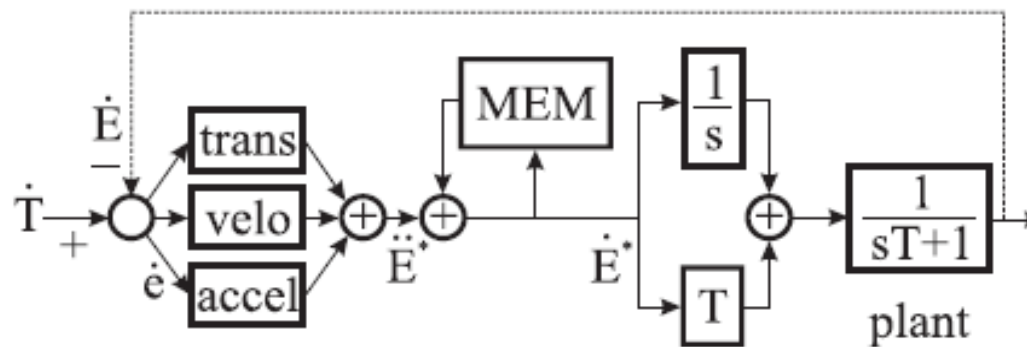 Ė
−
Ṫ
+
ė
trans
velo
accel
+
Ë*
+
MEM
Ė*
1
s
T
+
1
sT+1
plant